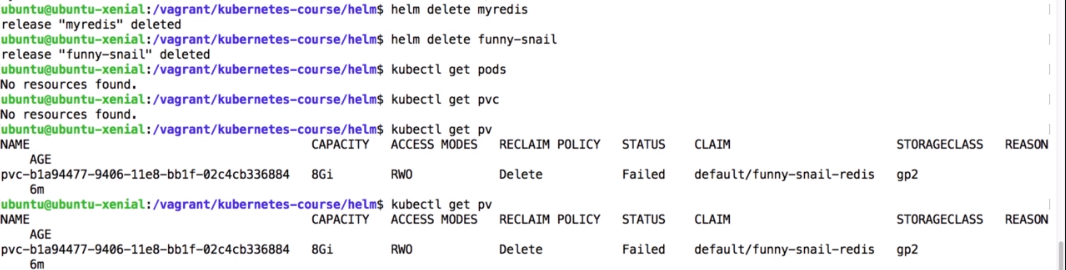 ubuntu@ubuntu-xenial:/vagrant/kubernetes-course/helm$ helm delete myredis
release "myredis" deleted
ubuntu@ubuntu-xenial:/vagrant/kubernetes-course/helm$ helm delete funny-snail
release "funny-snail" deleted
ubuntu@ubuntu-xenial:/vagrant/kubernetes-course/helm$ kubectl get pods
No resources found.
ubuntu@ubuntu-xenial:/vagrant/kubernetes-course/helm$ kubectl get pvc
No resources found.
ubuntu@ubuntu-xenial:/vagrant/kubernetes-course/helm$ kubectl get pv
NAME CAPACITY ACCESS MODES RECLAIM POLICY STATUS CLAIM STORAGECLASS REASON
AGE
pvc-b1a94477-9406-11e8-bb1f-02c4cb336884 8Gi RWO Delete Failed default/funny-snail-redis gp2
6m
ubuntu@ubuntu-xenial:/vagrant/kubernetes-course/helm$ kubectl get pv
NAME CAPACITY ACCESS MODES RECLAIM POLICY STATUS CLAIM STORAGECLASS REASON
AGE
pvc-b1a94477-9406-11e8-bb1f-02c4cb336884 8Gi RWO Delete Failed default/funny-snail-redis gp2
6m